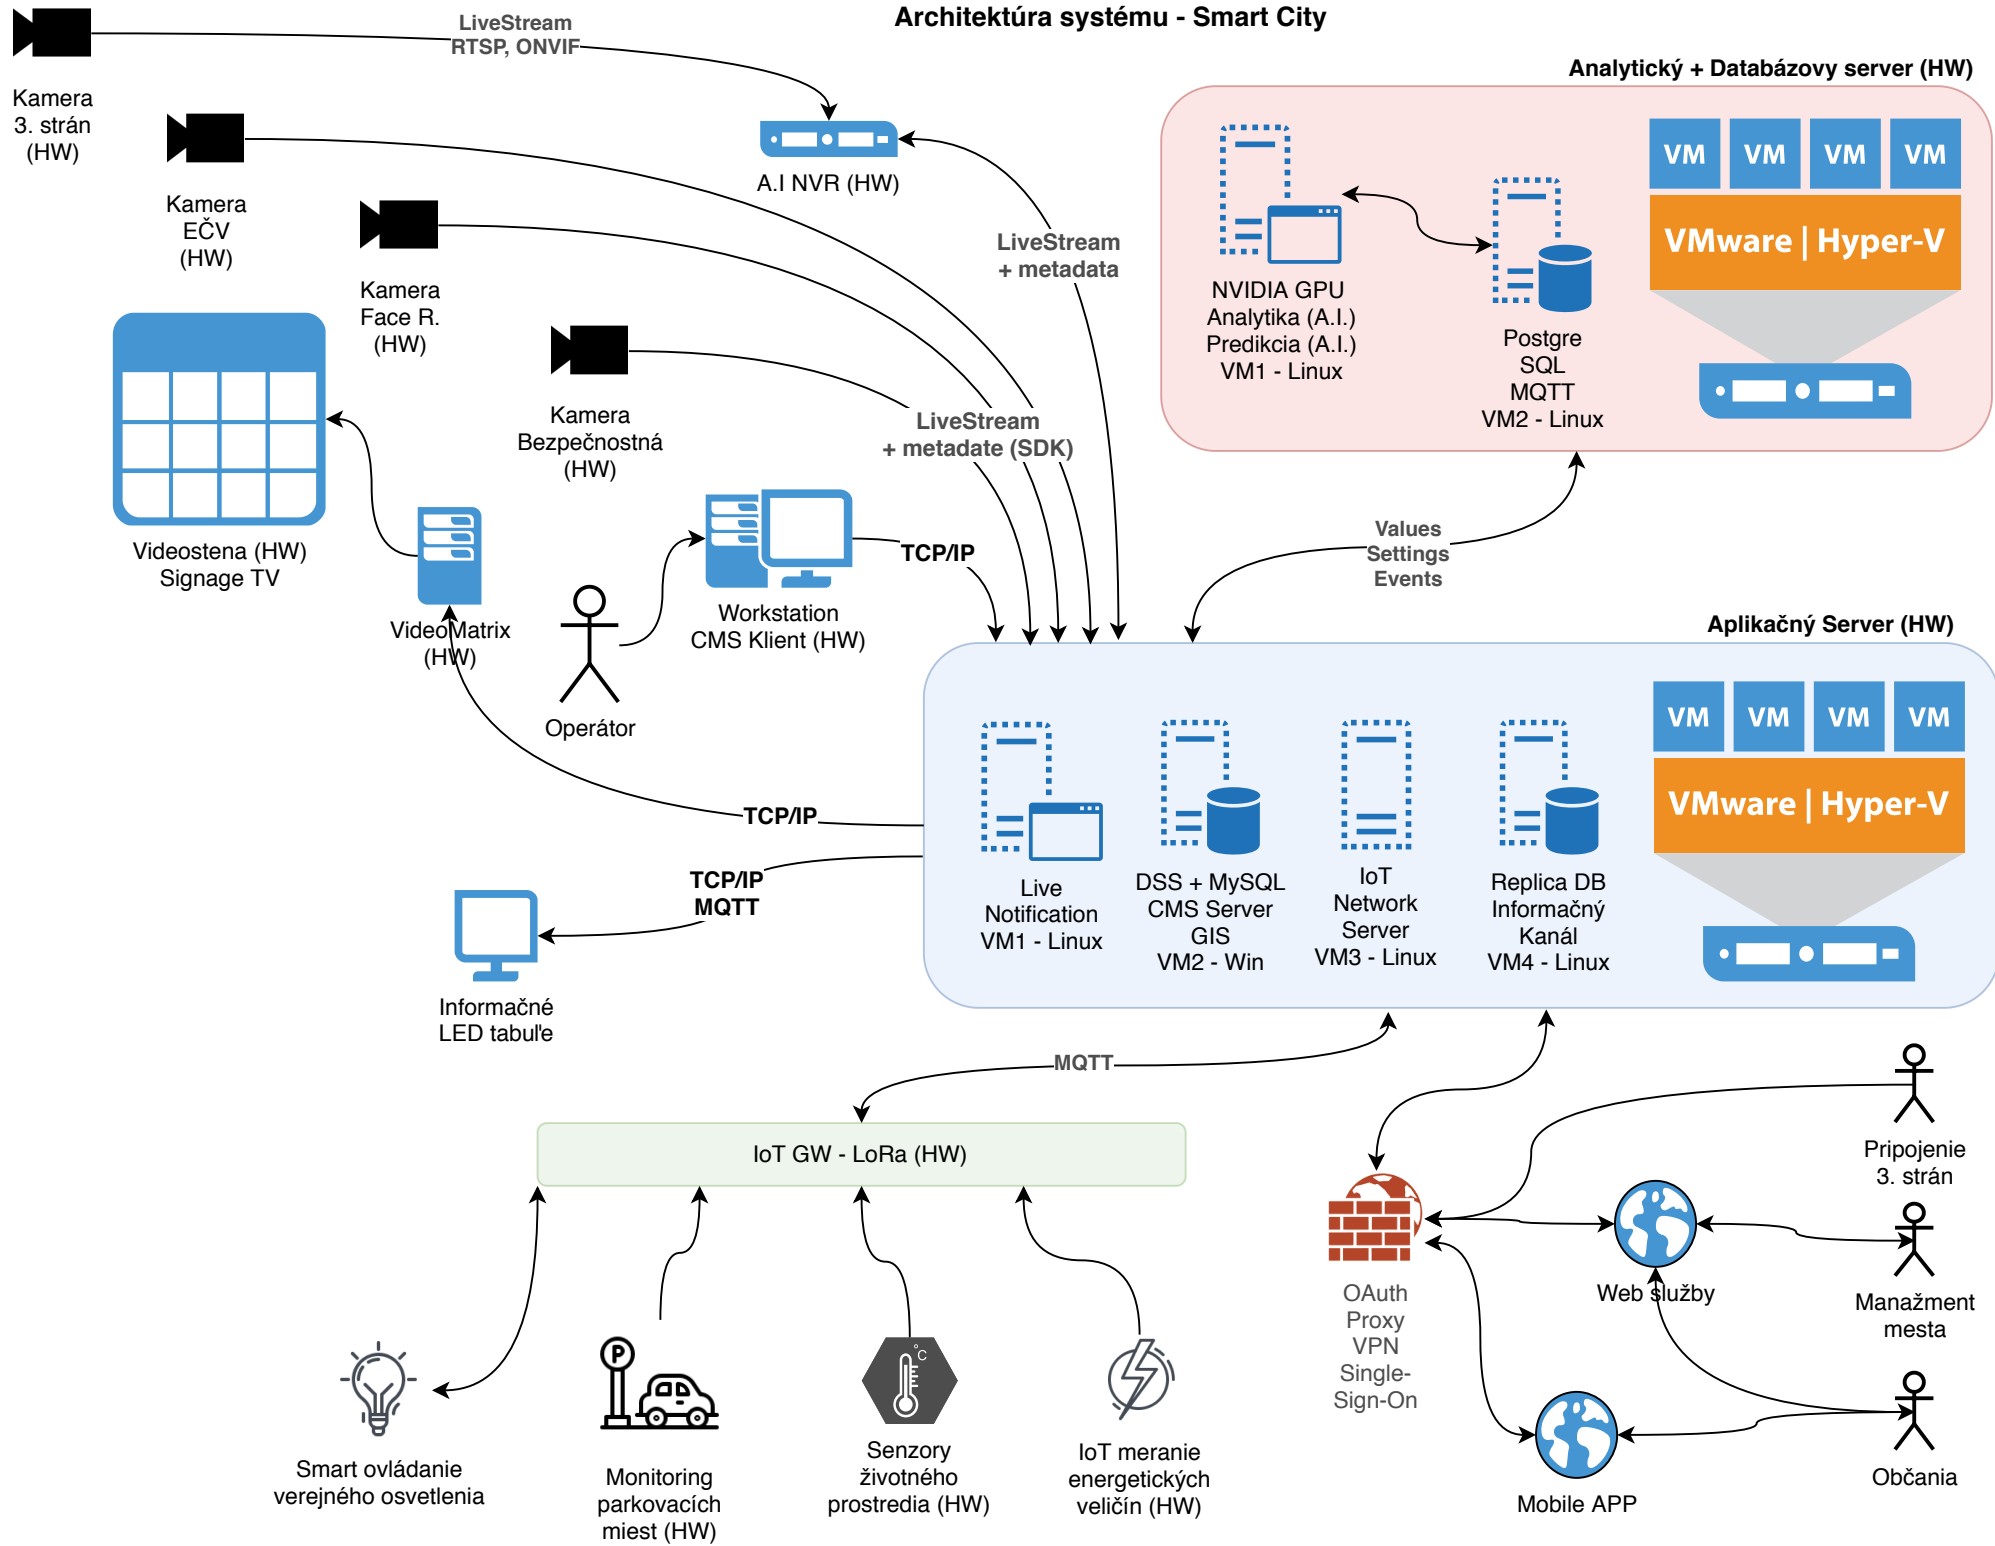 Architektúra systému - Smart City
LiveStream
RTSP, ONVIF
Kamera
3. strán
(HW)
Kamera
EČV
(HW)
Kamera
Face R.
(HW)
Kamera
Bezpečnostná
(HW)
A.I NVR (HW)
LiveStream
+ metadata
LiveStream
+ metadate (SDK)
Analytický + Databázovy server (HW)
NVIDIA GPU
Analytika (A.I.)
Predikcia (A.I.)
VM1 - Linux
Postgre
SQL
MQTT
VM2 - Linux
VM VM VM VM
VMware | Hyper-V
Videostena (HW)
Signage TV
VideoMatrix
(HW)
Operátor
Workstation
CMS Klient (HW)
TCP/IP
Values
Settings
Events
Aplikačný Server (HW)
Live
Notification
VM1 - Linux
DSS + MySQL
CMS Server
GIS
VM2 - Win
IoT
Network
Server
VM3 - Linux
Replica DB
Informačný
Kanál
VM4 - Linux
VM VM VM VM
VMware | Hyper-V
TCP/IP
TCP/IP
MQTT
Informačné
LED tabuľe
MQTT
IoT GW - LoRa (HW)
Smart ovládanie
verejného osvetlenia
P
Monitoring
parkovacích
miest (HW)
°C
Senzory
životného
prostredia (HW)
IoT meranie
energetických
veličín (HW)
OAuth
Proxy
VPN
Single-
Sign-On
Web služby
Mobile APP
Pripojenie
3. strán
Manažment
mesta
Občania